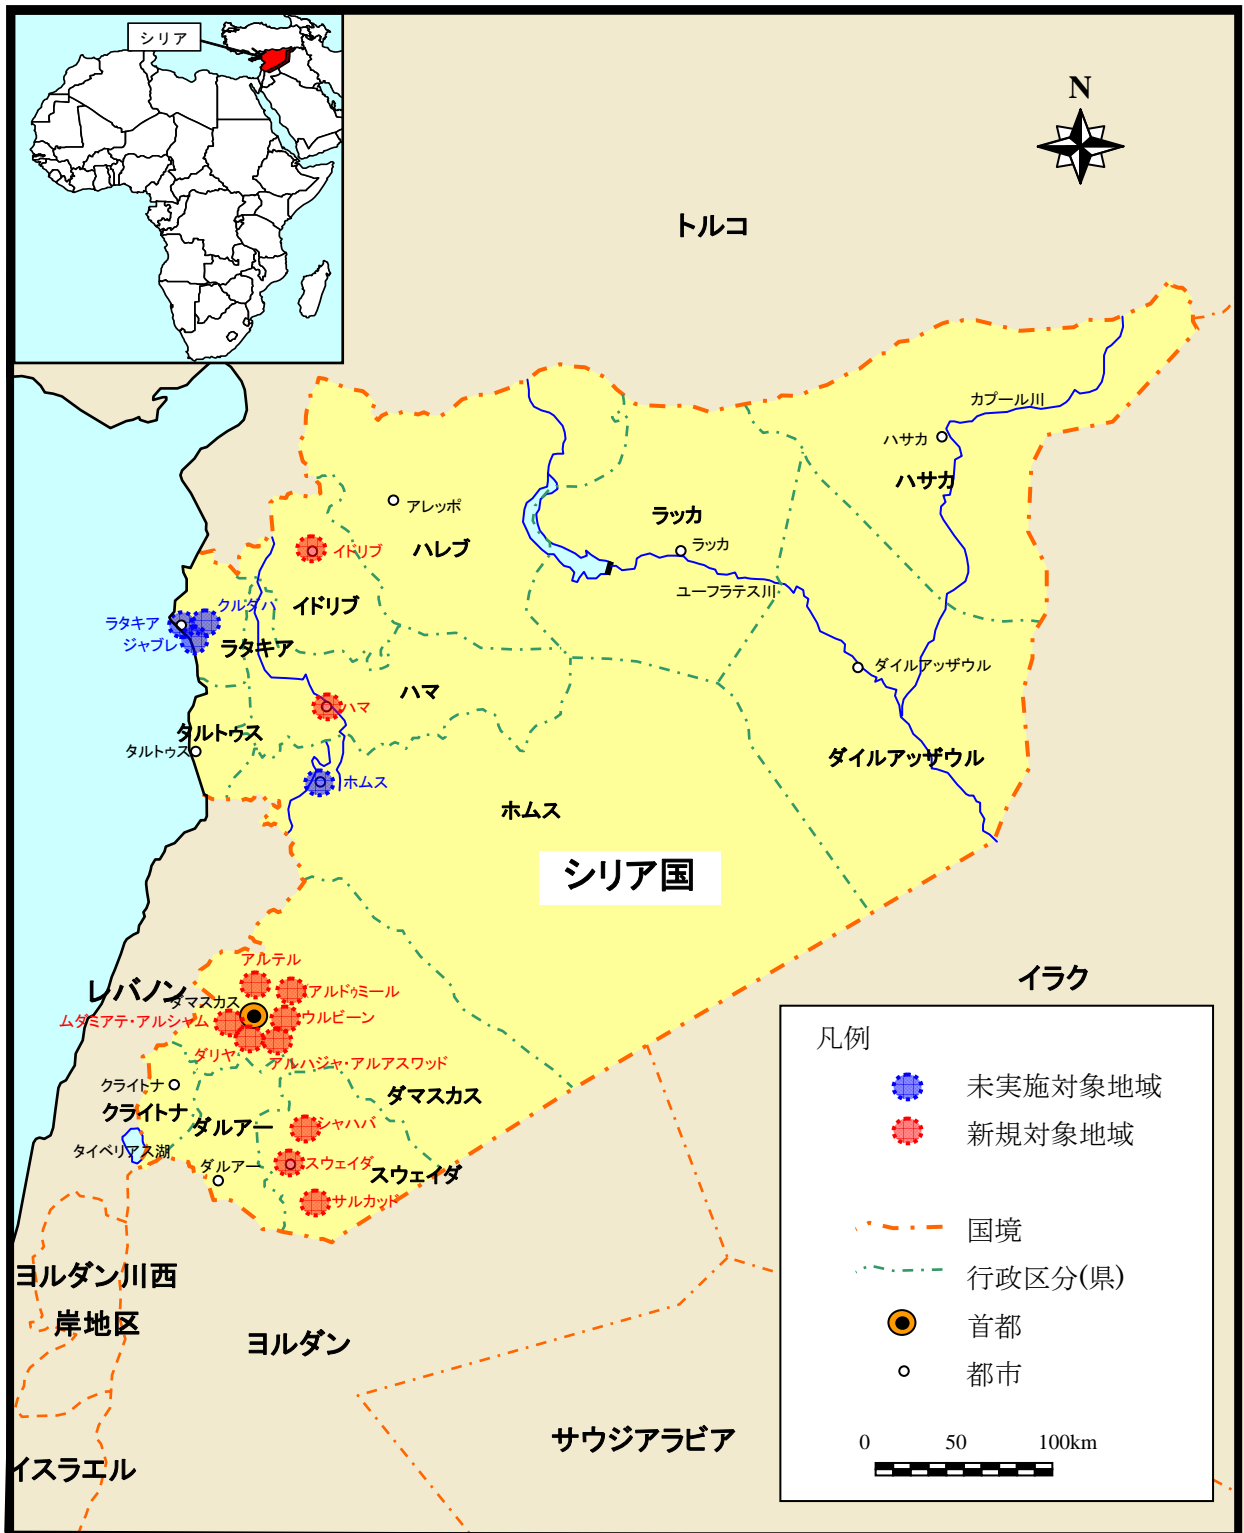 シリア
N
トルコ
カブール川
ハサカ
ハサカ
アレッポ
ハレブ
ラッカ
ラッカ
イドリブ
イドリブ
ユーフラテス川
クルダハ
ラタキア
ジャブレ
ラタキア
ダイルアッザウル
ハマ
ハマ
タルトゥス
タルトゥス
ダイルアッザウル
ホムス
ホムス
シリア国
アルテル
レバノン
アルドゥミール
ダマスカス
ムダミアテ・アルシャム
ウルビーン
ダリヤ
アルハジャ・アルアスワッド
イラク
クライトナ
クライトナ
ダマスカス
ダルアー
シャハバ
タイベリアス湖
ダルアー
スウェイダ
スウェイダ
サルカッド
ヨルダン川西
岸地区
ヨルダン
サウジアラビア
イスラエル
凡例
未実施対象地域
新規対象地域
国境
行政区分(県)
首都
都市
0 50 100km